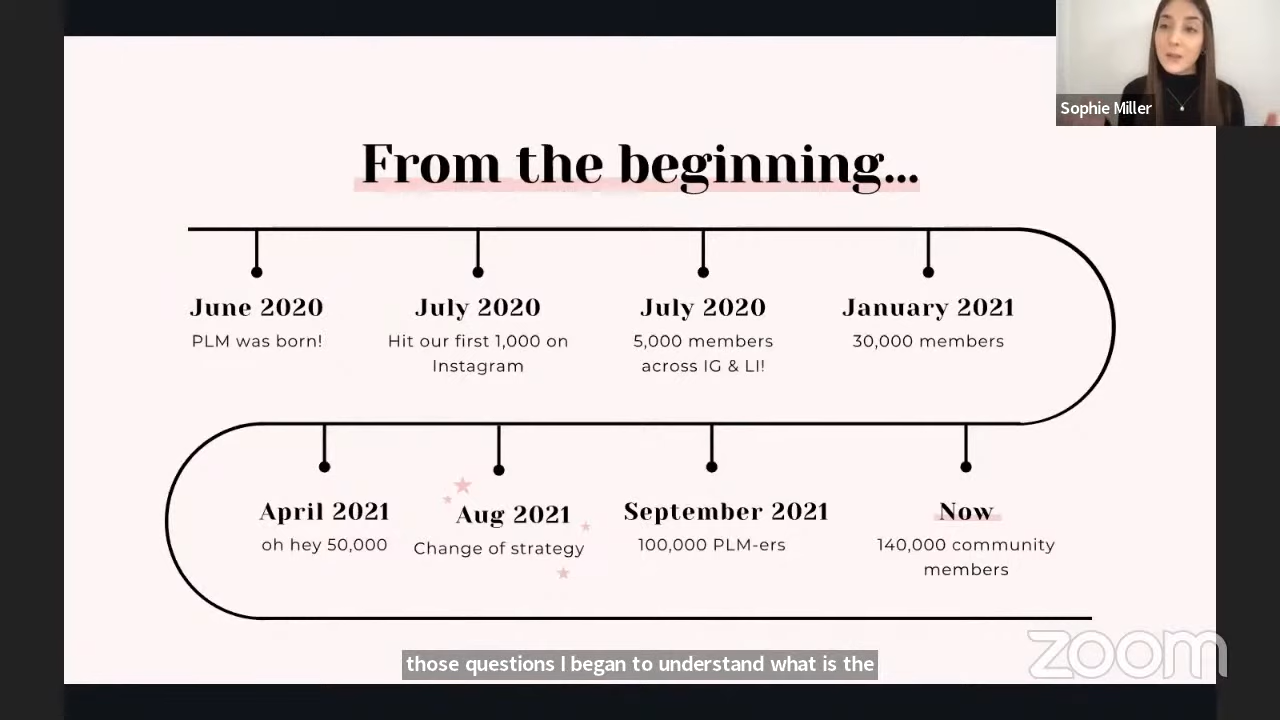 Sophie Miller
From the beginning...
June 2020
PLM was born!
July 2020
Hit our first 1,000 on
Instagram
July 2020
5,000 members
across IG & LI!
January 2021
30,000 members
April 2021
oh hey 50,000
Aug 2021
Change of strategy
September 2021
100,000 PLM-ers
Now
140,000 community
members
those questions I began to understand what is the
zoom